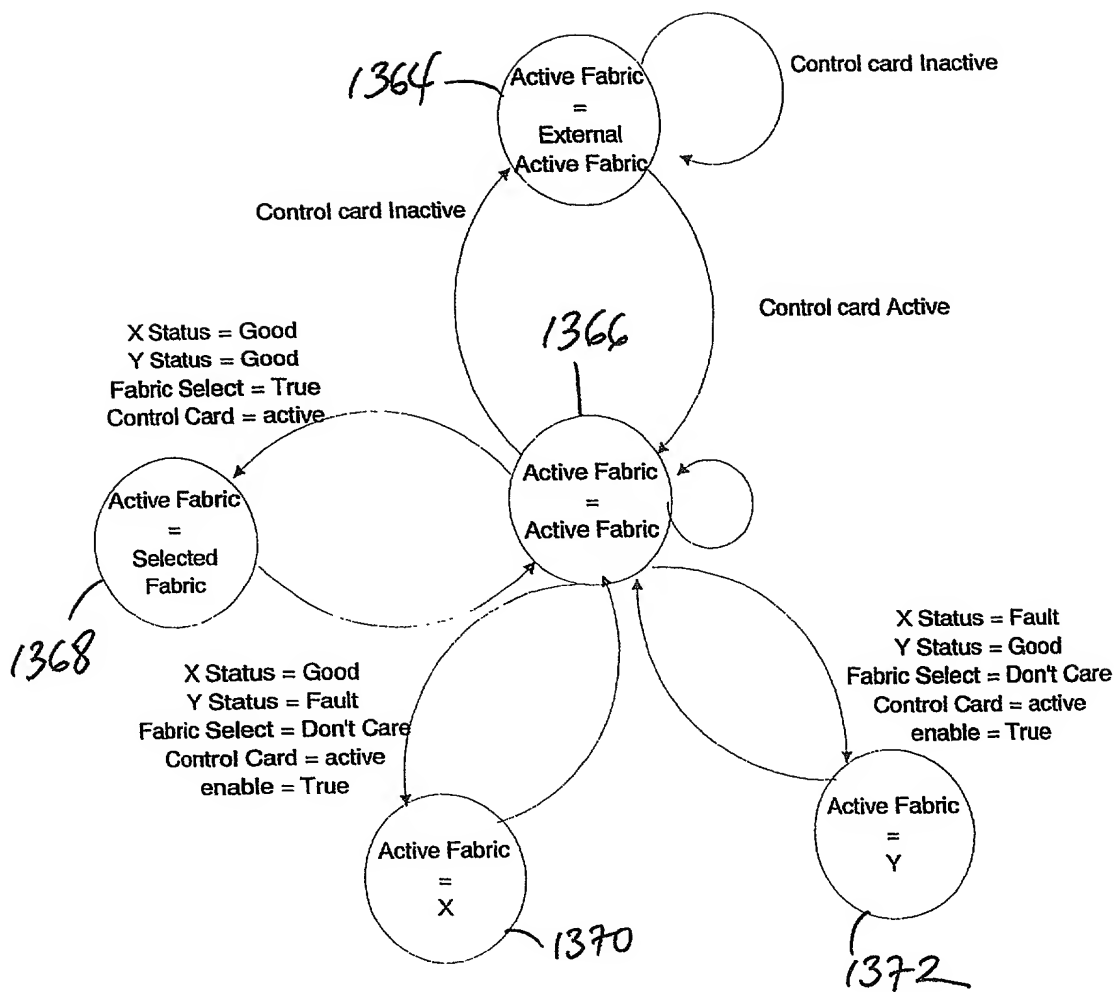 1364
Active Fabric
=
External
Active Fabric
Control card Inactive
Control card Inactive
Control card Active
X Status = Good
Y Status = Good
Fabric Select = True
Control Card = active
1366
Active Fabric
=
Active Fabric
Active Fabric
=
Selected
Fabric
1368
X Status = Good
Y Status = Fault
Fabric Select = Don't Care
Control Card = active
enable = True
X Status = Fault
Y Status = Good
Fabric Select = Don't Care
Control Card = active
enable = True
Active Fabric
=
X
1370
Active Fabric
=
Y
1372